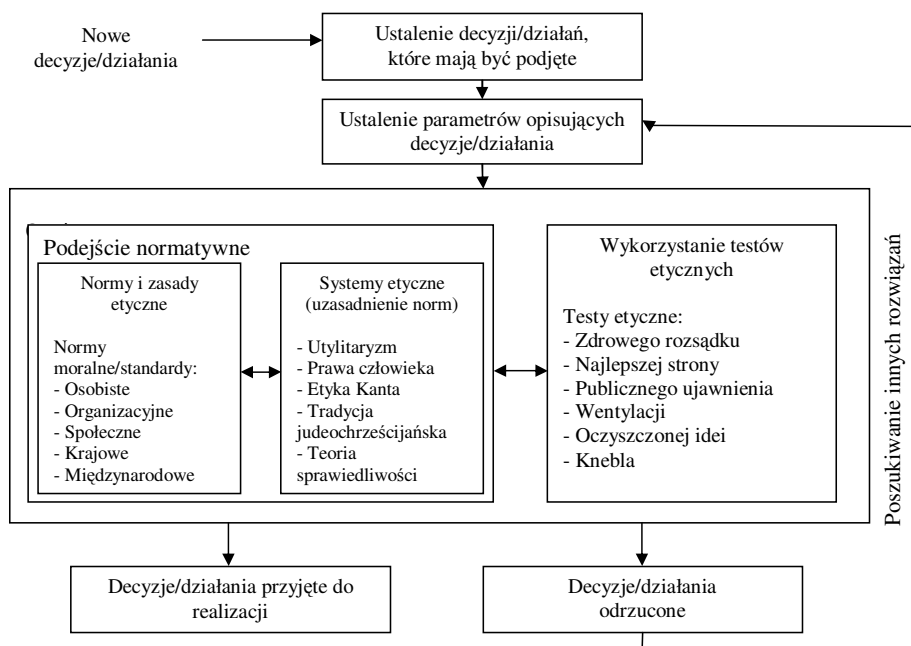 Nowe
decyzje/działania
Ustalenie decyzji/działań,
które mają być podjęte
Ustalenie parametrów opisujących
decyzje/działania
Podejście normatywne
Normy i zasady
etyczne
Normy
moralne/standardy:
- Osobiste
- Organizacyjne
- Społeczne
- Krajowe
- Międzynarodowe
Systemy etyczne
(uzasadnienie norm)
- Utylitaryzm
- Prawa człowieka
- Etyka Kanta
- Tradycja
judeochrześcijańska
- Teoria
sprawiedliwości
Wykorzystanie testów
etycznych
Testy etyczne:
- Zdrowego rozsądku
- Najlepszej strony
- Publicznego ujawnienia
- Wentylacji
- Oczyszczonej idei
- Knebla
Poszukiwanie innych rozwiązań
Decyzje/działania przyjęte do
realizacji
Decyzje/działania
odrzucone